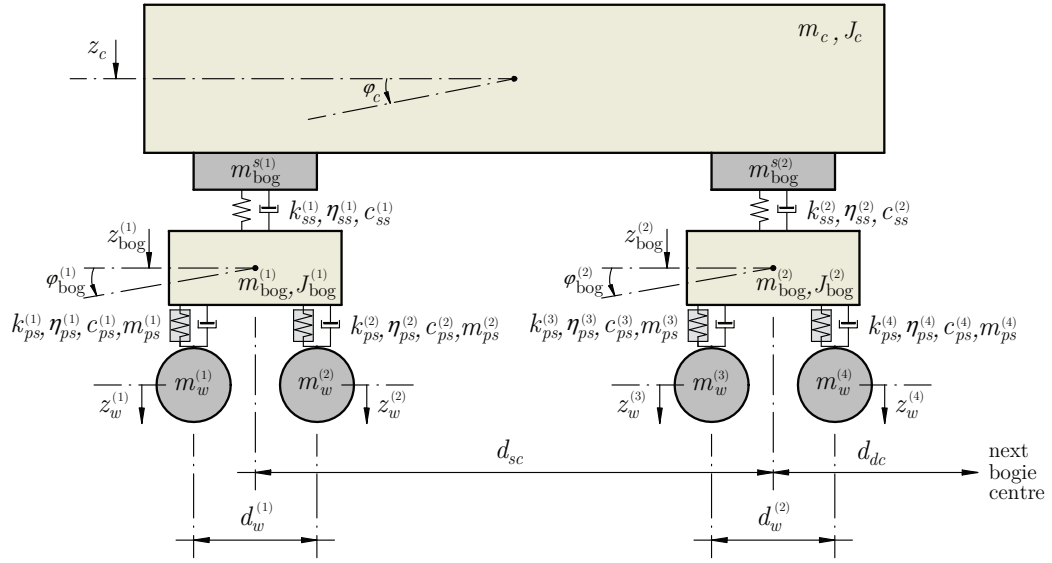 m_c, J_c
z_c
φ_c
m_bog^s(1)
m_bog^s(2)
k_ss^(1), η_ss^(1), c_ss^(1)
k_ss^(2), η_ss^(2), c_ss^(2)
z_bog^(1)
z_bog^(2)
φ_bog^(1)
φ_bog^(2)
m_bog^(1), J_bog^(1)
m_bog^(2), J_bog^(2)
k_ps^(1), η_ps^(1), c_ps^(1), m_ps^(1)
k_ps^(2), η_ps^(2), c_ps^(2), m_ps^(2)
k_ps^(3), η_ps^(3), c_ps^(3), m_ps^(3)
k_ps^(4), η_ps^(4), c_ps^(4), m_ps^(4)
m_w^(1)
m_w^(2)
m_w^(3)
m_w^(4)
z_w^(1)
z_w^(2)
z_w^(3)
z_w^(4)
d_sc
d_dc
next
bogie
centre
d_w^(1)
d_w^(2)